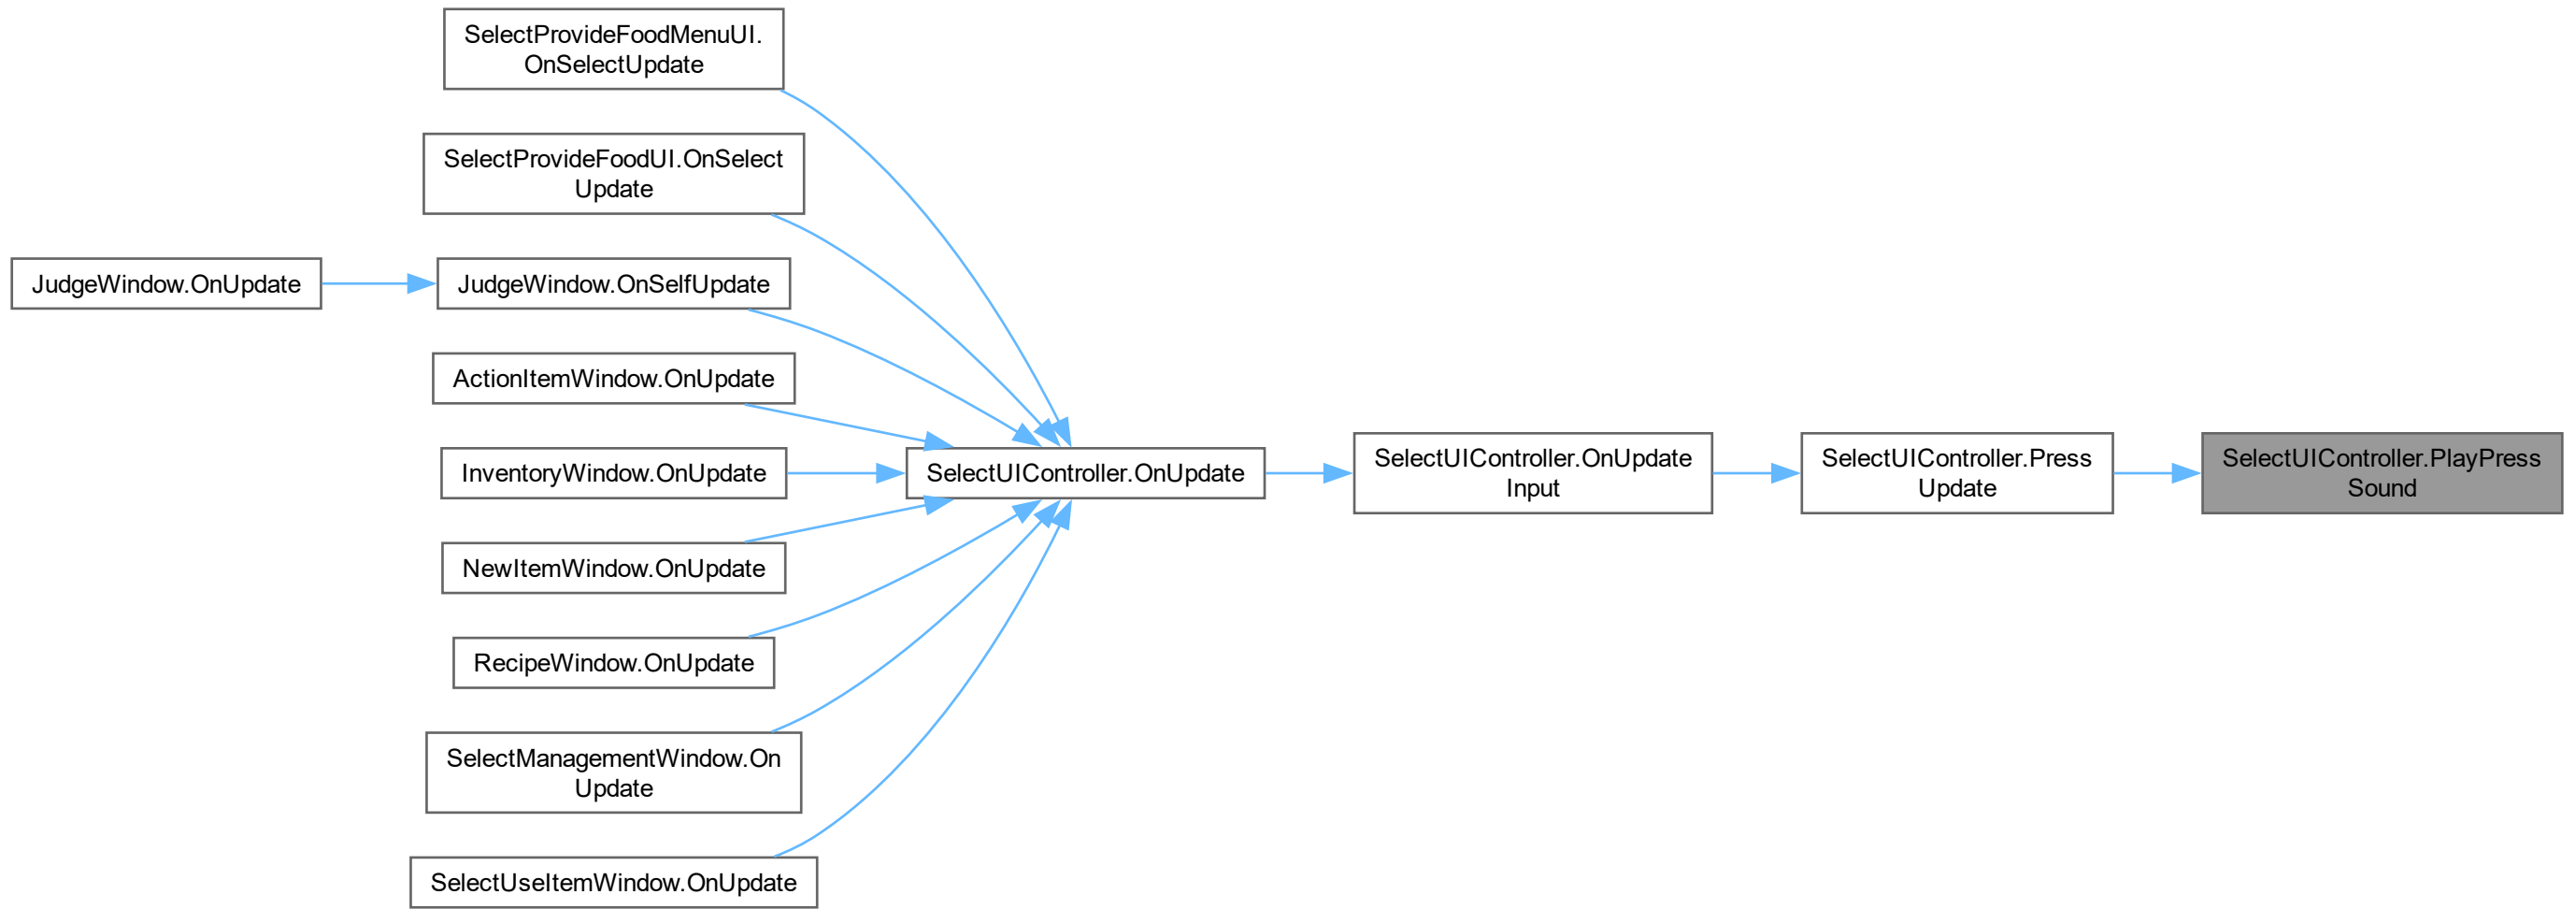 SelectProvideFoodMenuUI.
OnSelectUpdate
SelectProvideFoodUI.OnSelect
Update
JudgeWindow.OnUpdate
JudgeWindow.OnSelfUpdate
ActionItemWindow.OnUpdate
InventoryWindow.OnUpdate
NewItemWindow.OnUpdate
RecipeWindow.OnUpdate
SelectManagementWindow.On
Update
SelectUseItemWindow.OnUpdate
SelectUIController.OnUpdate
SelectUIController.OnUpdate
Input
SelectUIController.Press
Update
SelectUIController.PlayPress
Sound